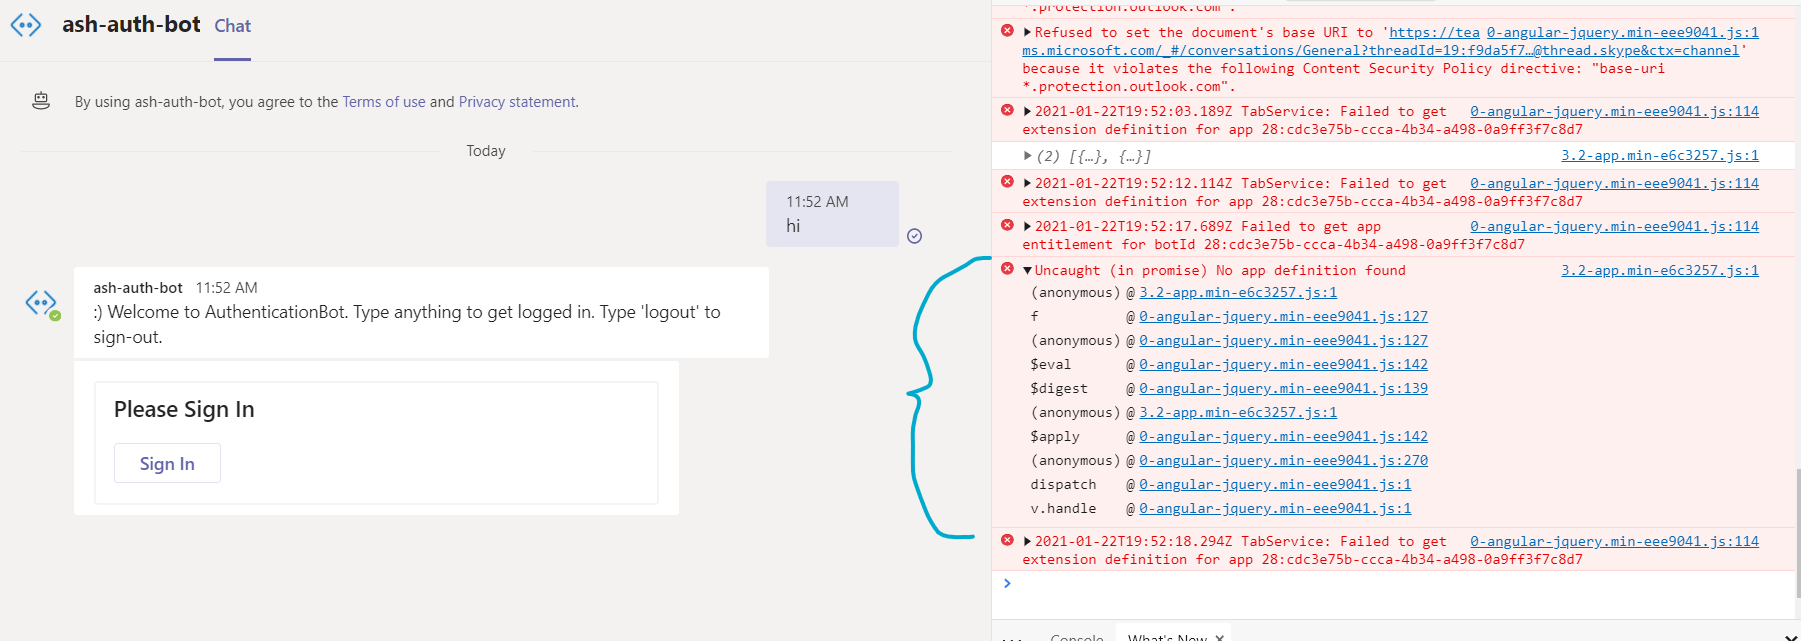 ash-auth-bot Chat
By using ash-auth-bot, you agree to the Terms of use and Privacy statement.
Today
11:52 AM
hi
ash-auth-bot 11:52 AM
:) Welcome to AuthenticationBot. Type anything to get logged in. Type 'logout' to
sign-out.
Please Sign In
Sign In
*.protection.outlook.com".
Refused to set the document's base URI to 'https://tea 0-angular-jquery.min-eee9041.js:1
ms.microsoft.com/_#/conversations/General?threadId=19:f9da5f7…@thread.skype&ctx=channel'
because it violates the following Content Security Policy directive: "base-uri
*.protection.outlook.com".
2021-01-22T19:52:03.189Z TabService: Failed to get 0-angular-jquery.min-eee9041.js:114
extension definition for app 28:cdc3e75b-ccca-4b34-a498-0a9ff3f7c8d7
(2) [{…}, {…}] 3.2-app.min-e6c3257.js:1
2021-01-22T19:52:12.114Z TabService: Failed to get 0-angular-jquery.min-eee9041.js:114
extension definition for app 28:cdc3e75b-ccca-4b34-a498-0a9ff3f7c8d7
2021-01-22T19:52:17.689Z Failed to get app 0-angular-jquery.min-eee9041.js:114
entitlement for botId 28:cdc3e75b-ccca-4b34-a498-0a9ff3f7c8d7
Uncaught (in promise) No app definition found 3.2-app.min-e6c3257.js:1
(anonymous) @ 3.2-app.min-e6c3257.js:1
f @ 0-angular-jquery.min-eee9041.js:127
(anonymous) @ 0-angular-jquery.min-eee9041.js:127
$eval @ 0-angular-jquery.min-eee9041.js:142
$digest @ 0-angular-jquery.min-eee9041.js:139
(anonymous) @ 3.2-app.min-e6c3257.js:1
$apply @ 0-angular-jquery.min-eee9041.js:142
(anonymous) @ 0-angular-jquery.min-eee9041.js:270
dispatch @ 0-angular-jquery.min-eee9041.js:1
v.handle @ 0-angular-jquery.min-eee9041.js:1
2021-01-22T19:52:18.294Z TabService: Failed to get 0-angular-jquery.min-eee9041.js:114
extension definition for app 28:cdc3e75b-ccca-4b34-a498-0a9ff3f7c8d7
Console What's New